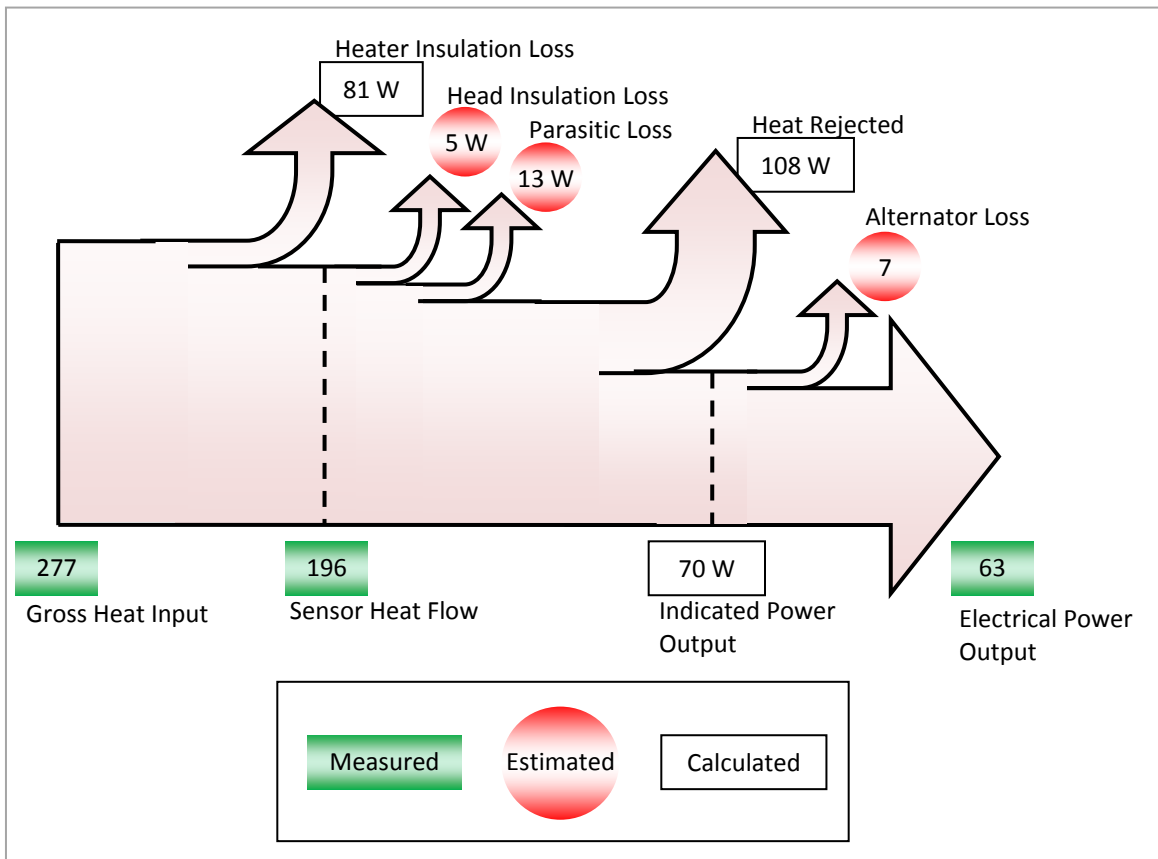 Heater Insulation Loss
81 W
Head Insulation Loss
5 W
Parasitic Loss
13 W
Heat Rejected
108 W
Alternator Loss
7
277
Gross Heat Input
196
Sensor Heat Flow
70 W
Indicated Power
Output
63
Electrical Power
Output
Measured
Estimated
Calculated